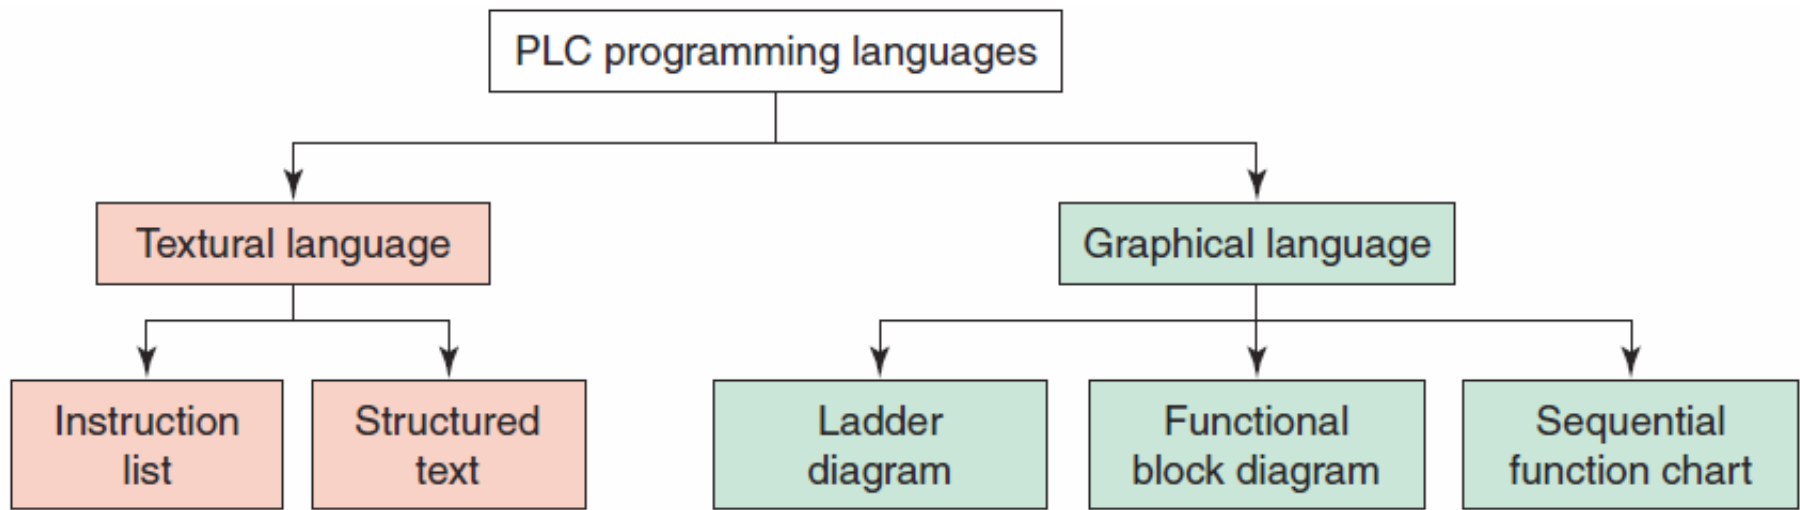 PLC programming languages
Textural language
Graphical language
Instruction
list
Structured
text
Ladder
diagram
Functional
block diagram
Sequential
function chart